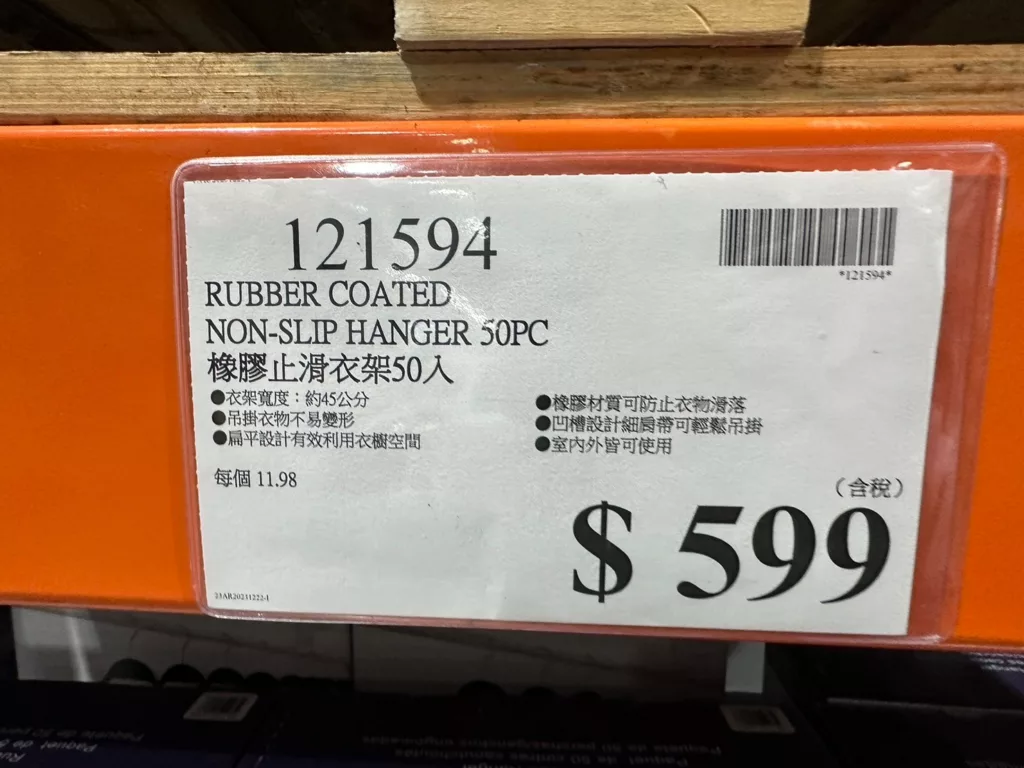 121594
*121594*
RUBBER COATED
NON-SLIP HANGER 50PC
橡膠止滑衣架50入
●衣架寬度：約45公分
●吊掛衣物不易變形
●扁平設計有效利用衣櫥空間
●橡膠材質可防止衣物滑落
●凹槽設計細肩帶可輕鬆吊掛
●室內外皆可使用
每個 11.98
（含稅）
$ 599